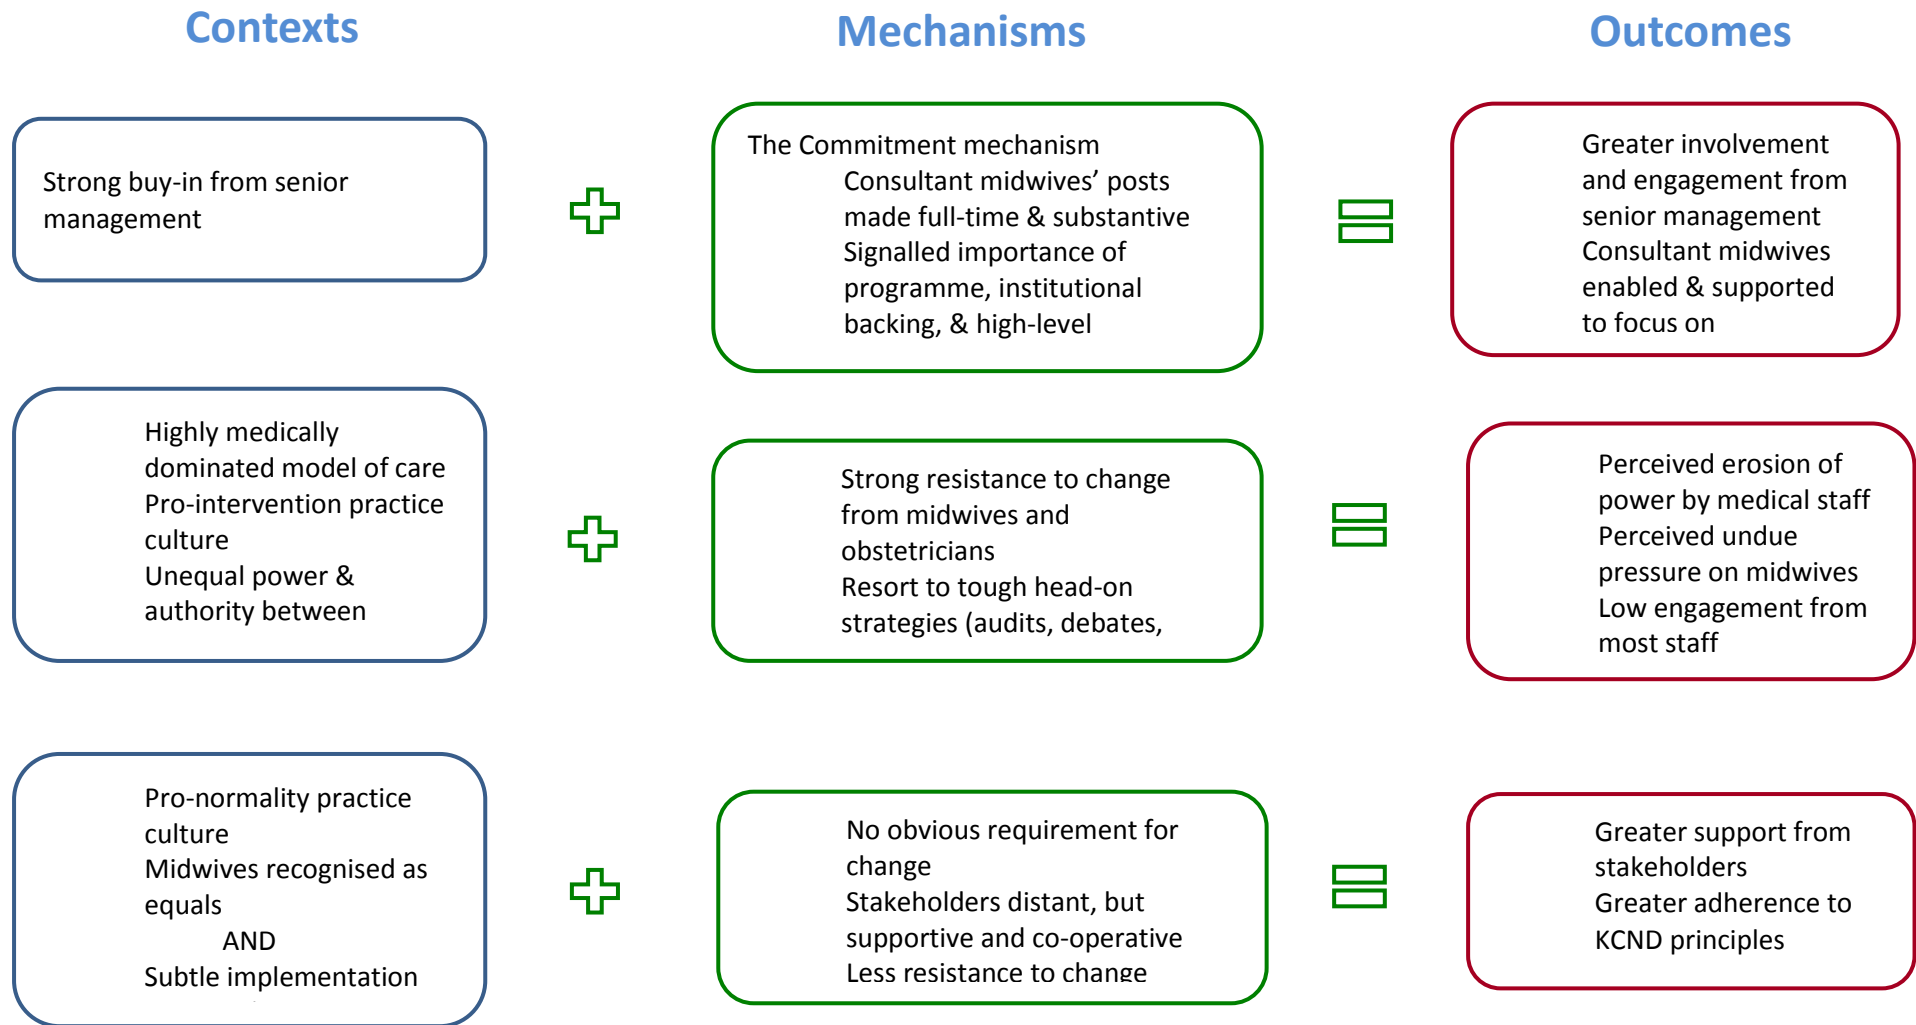 Contexts
Mechanisms
Outcomes
Strong buy-in from senior
management
The Commitment mechanism
Consultant midwives’ posts
made full-time & substantive
Signalled importance of
programme, institutional
backing, & high-level
Greater involvement
and engagement from
senior management
Consultant midwives
enabled & supported
to focus on
Highly medically
dominated model of care
Pro-intervention practice
culture
Unequal power &
authority between
Strong resistance to change
from midwives and
obstetricians
Resort to tough head-on
strategies (audits, debates,
Perceived erosion of
power by medical staff
Perceived undue
pressure on midwives
Low engagement from
most staff
Pro-normality practice
culture
Midwives recognised as
equals
AND
Subtle implementation
No obvious requirement for
change
Stakeholders distant, but
supportive and co-operative
Less resistance to change
Greater support from
stakeholders
Greater adherence to
KCND principles